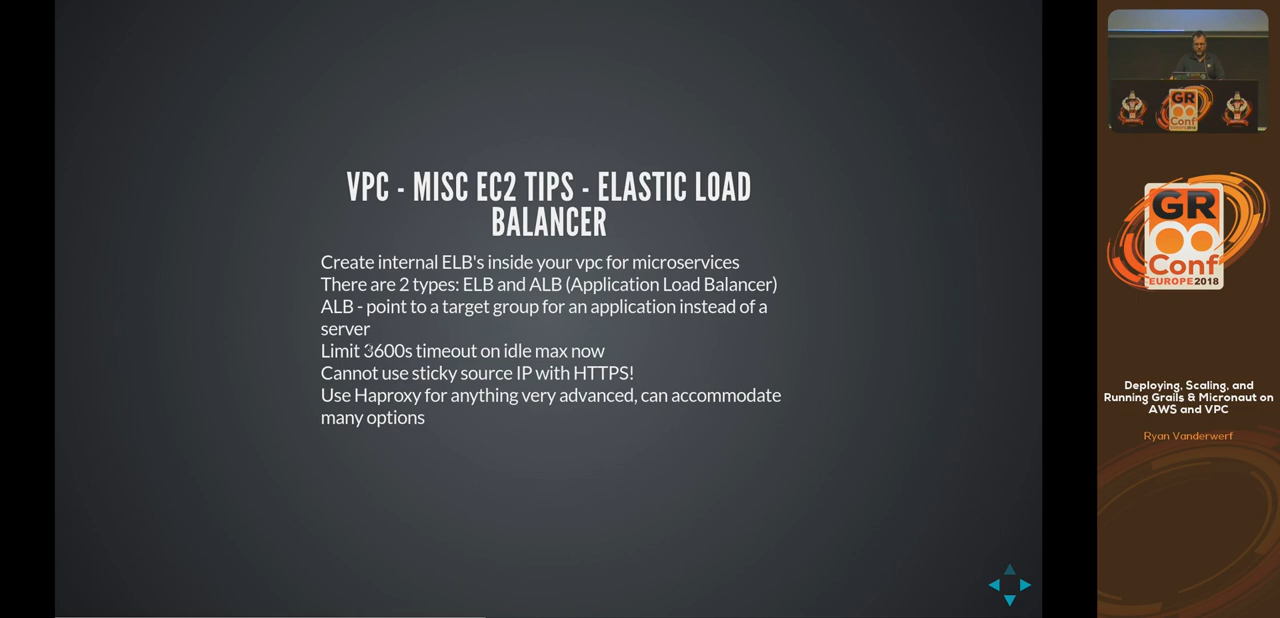 VPC - MISC EC2 TIPS - ELASTIC LOAD
BALANCER
Create internal ELB's inside your vpc for microservices
There are 2 types: ELB and ALB (Application Load Balancer)
ALB - point to a target group for an application instead of a
server
Limit 3600s timeout on idle max now
Cannot use sticky source IP with HTTPS!
Use Haproxy for anything very advanced, can accommodate
many options
GR
Conf
GR
Conf
EUROPE 2018
Deploying, Scaling, and
Running Grails & Micronaut on
AWS and VPC
Ryan Vanderwerf